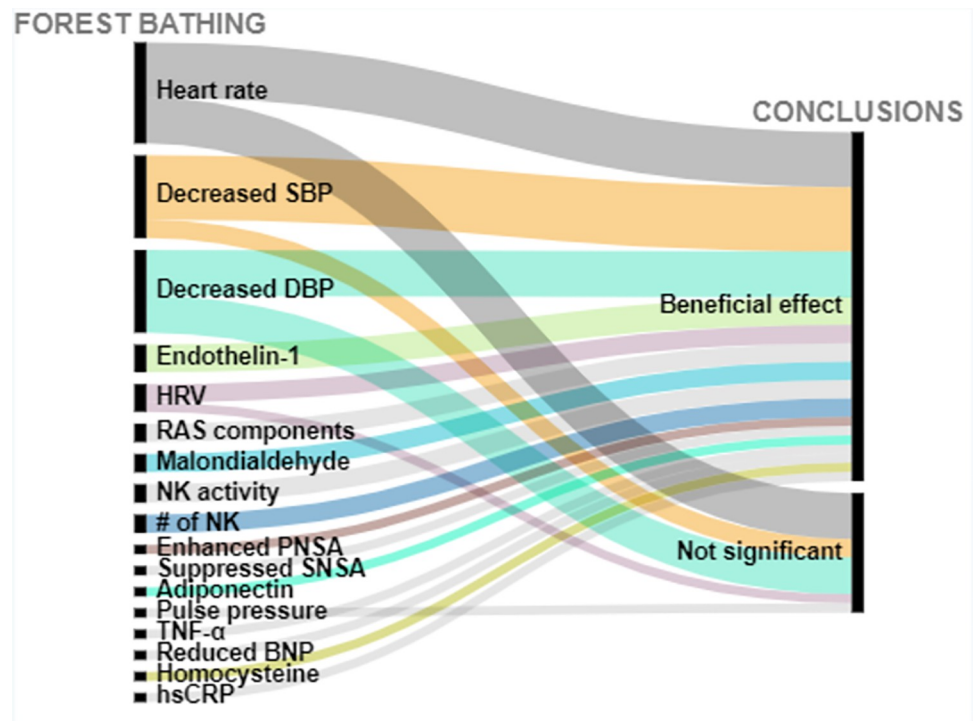 FOREST BATHING
Heart rate
CONCLUSIONS
Decreased SBP
Decreased DBP
Beneficial effect
Endothelin-1
HRV
RAS components
Malondialdehyde
NK activity
# of NK
Enhanced PNSA
Not significant
Suppressed SNSA
Adiponectin
Pulse pressure
TNF-α
Reduced BNP
Homocysteine
hsCRP